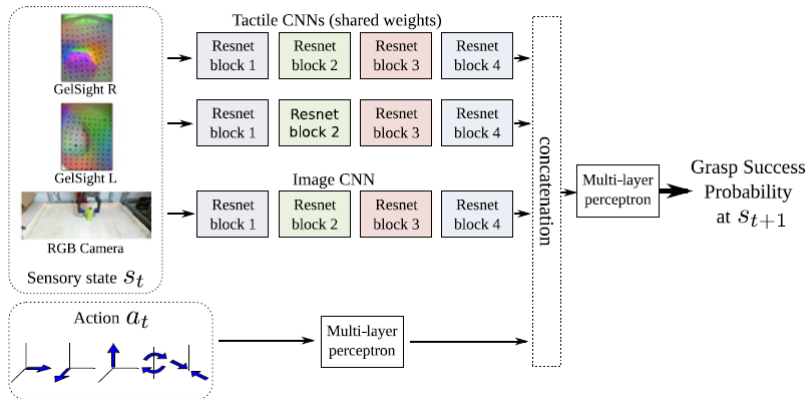 Tactile CNNs (shared weights)
Resnet
block 1
Resnet
block 2
Resnet
block 3
Resnet
block 4
GelSight R
Resnet
block 1
Resnet
block 2
Resnet
block 3
Resnet
block 4
GelSight L
Image CNN
Resnet
block 1
Resnet
block 2
Resnet
block 3
Resnet
block 4
RGB Camera
Sensory state s_t
concatenation
Multi-layer
perceptron
Grasp Success
Probability
at s_{t+1}
Action a_t
Multi-layer
perceptron